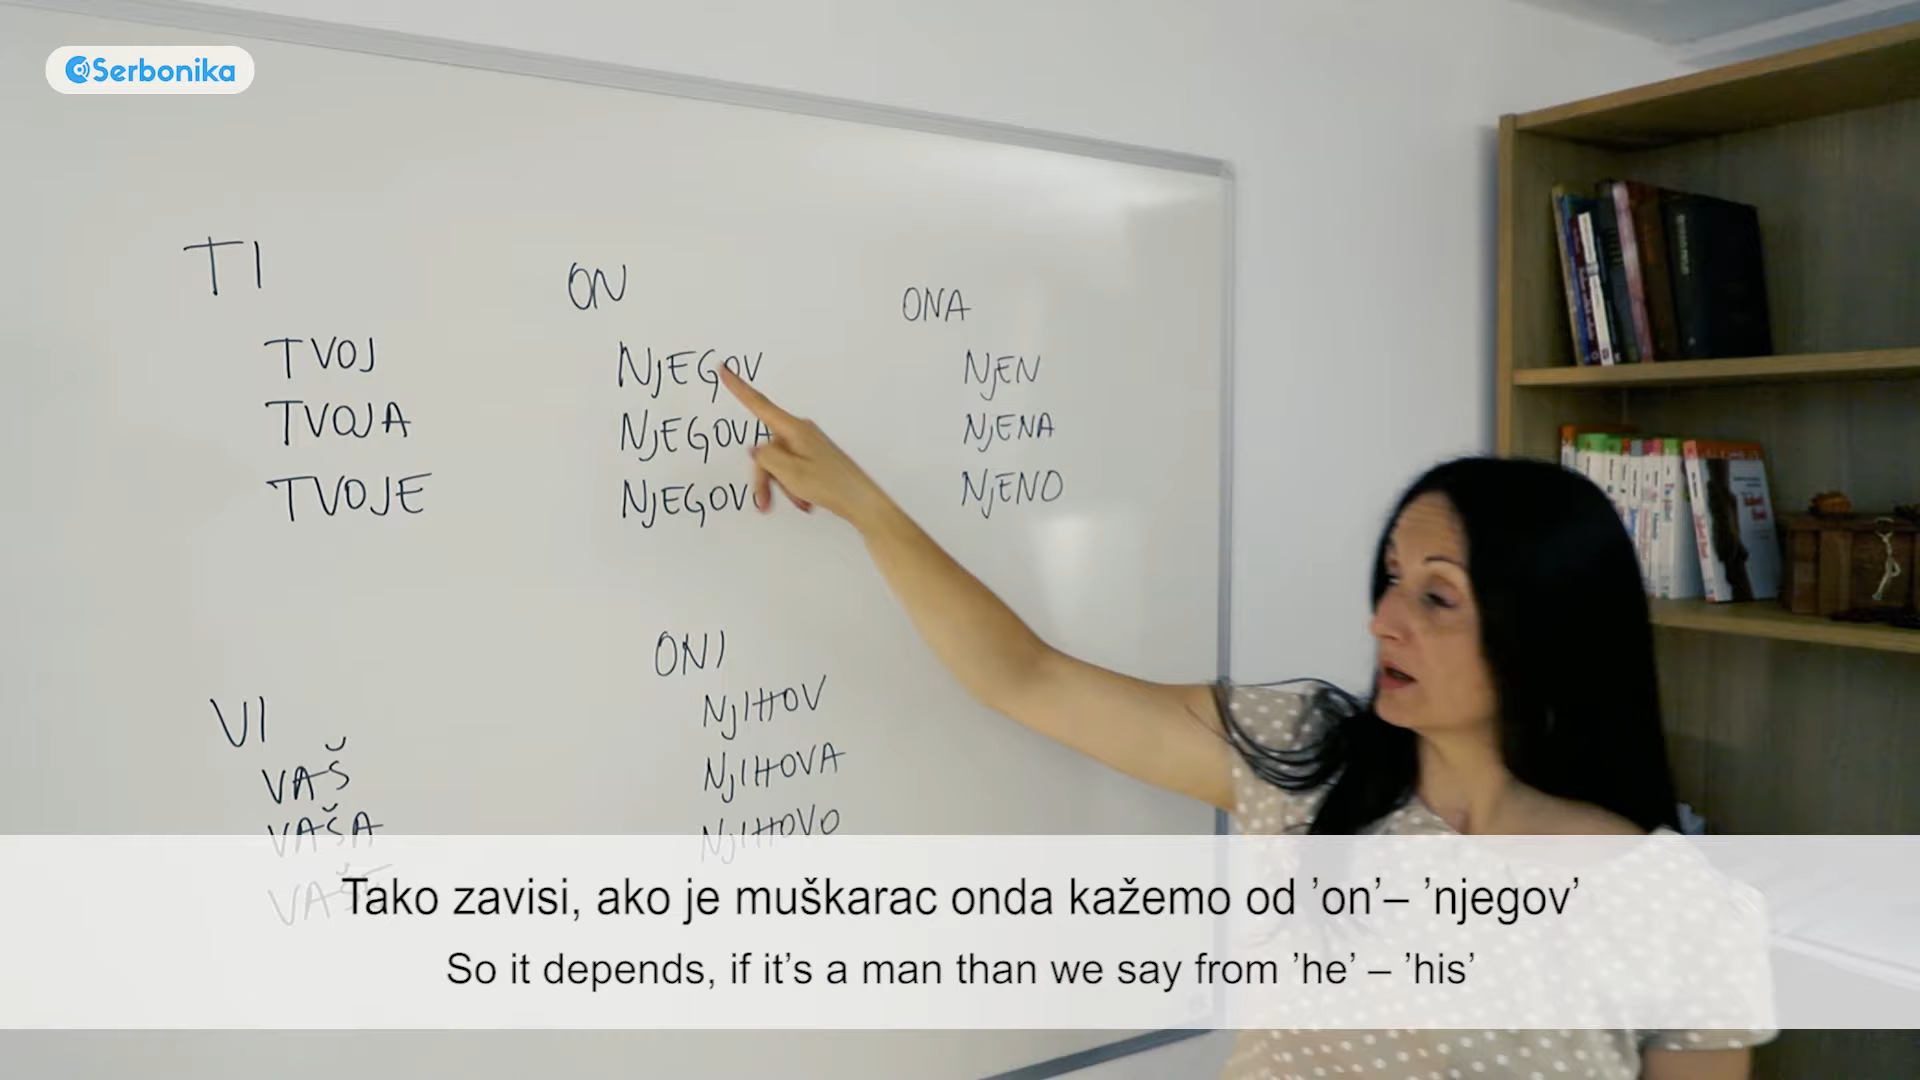 Serbonika
TI
TVOJ
TVOJA
TVOJE
ON
NJEGOV
NJEGOVA
NJEGOVO
ONA
NJEN
NJENA
NJENO
VI
VAŠ
VAŠA
VAŠE
ONI
NJIHOV
NJIHOVA
NJIHOVO
Tako zavisi, ako je muškarac onda kažemo od ’on’– ’njegov’
So it depends, if it’s a man than we say from ’he’ – ’his’